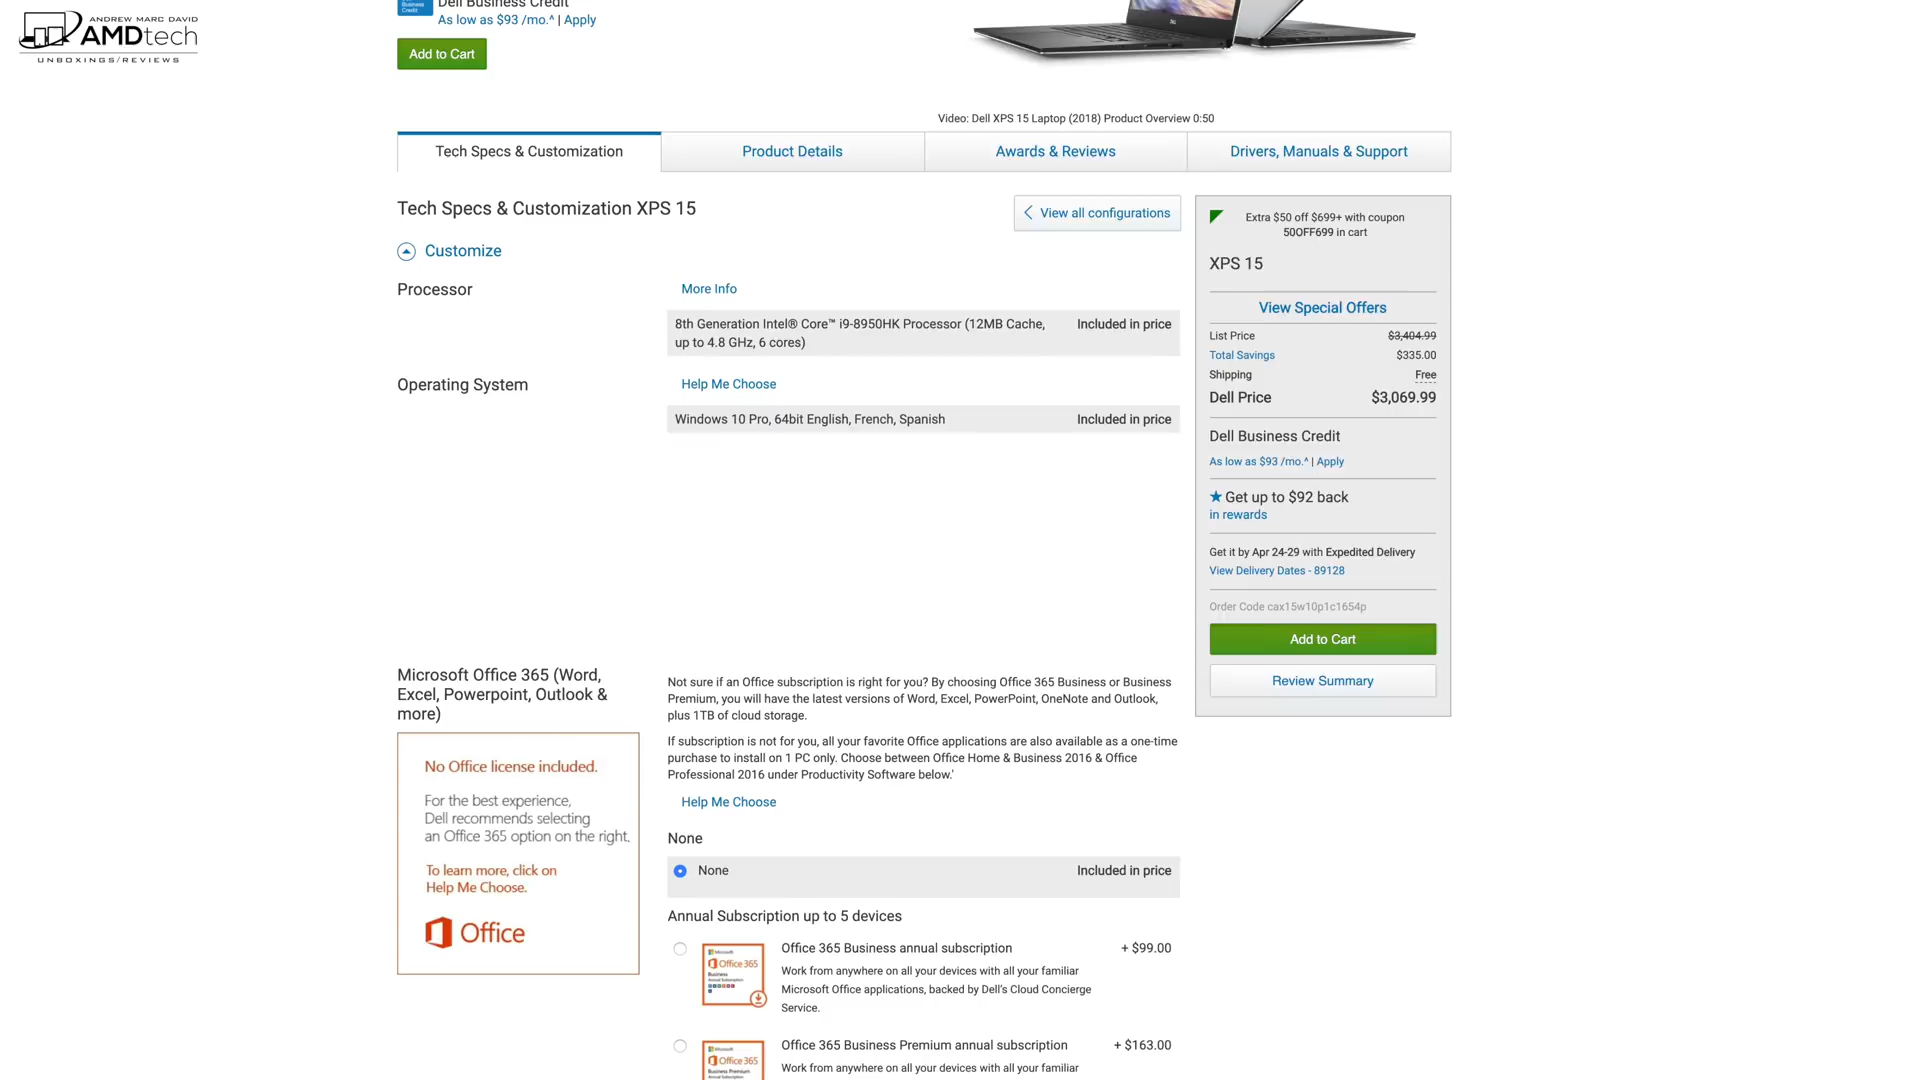 ANDREW MARC DAVID
AMDtech
UNBOXINGS/REVIEWS
Business
Credit
Dell Business Credit
As low as $93 /mo.^ | Apply
Add to Cart
DELL
Video: Dell XPS 15 Laptop (2018) Product Overview 0:50
Tech Specs & Customization
Product Details
Awards & Reviews
Drivers, Manuals & Support
Tech Specs & Customization XPS 15
View all configurations
Customize
Processor
More Info
8th Generation Intel® Core™ i9-8950HK Processor (12MB Cache,
up to 4.8 GHz, 6 cores)
Included in price
Operating System
Help Me Choose
Windows 10 Pro, 64bit English, French, Spanish
Included in price
Extra $50 off $699+ with coupon
50OFF699 in cart
XPS 15
View Special Offers
List Price $3,404.99
Total Savings $335.00
Shipping Free
Dell Price $3,069.99
Dell Business Credit
As low as $93 /mo.^ | Apply
Get up to $92 back
in rewards
Get it by Apr 24-29 with Expedited Delivery
View Delivery Dates - 89128
Order Code cax15w10p1c1654p
Add to Cart
Review Summary
Microsoft Office 365 (Word,
Excel, Powerpoint, Outlook &
more)
No Office license included.
For the best experience,
Dell recommends selecting
an Office 365 option on the right.
To learn more, click on
Help Me Choose.
Office
Not sure if an Office subscription is right for you? By choosing Office 365 Business or Business
Premium, you will have the latest versions of Word, Excel, PowerPoint, OneNote and Outlook,
plus 1TB of cloud storage.
If subscription is not for you, all your favorite Office applications are also available as a one-time
purchase to install on 1 PC only. Choose between Office Home & Business 2016 & Office
Professional 2016 under Productivity Software below.'
Help Me Choose
None
None Included in price
Annual Subscription up to 5 devices
Microsoft
Office 365
Business
Annual Subscription
Office 365 Business annual subscription + $99.00
Work from anywhere on all your devices with all your familiar
Microsoft Office applications, backed by Dell's Cloud Concierge
Service.
Microsoft
Office 365
Business Premium
Annual Subscription
Office 365 Business Premium annual subscription + $163.00
Work from anywhere on all your devices with all your familiar